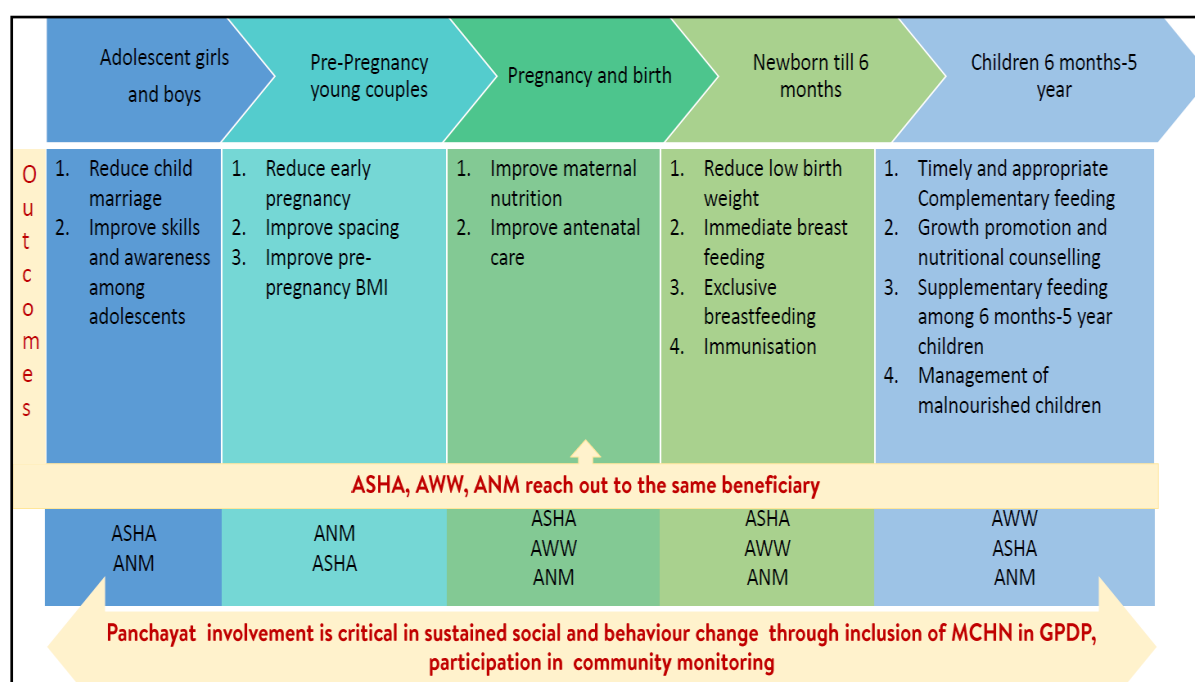 Adolescent girls
and boys
Pre-Pregnancy
young couples
Pregnancy and birth
Newborn till 6
months
Children 6 months-5
year
Outcomes
1. Reduce child
marriage
2. Improve skills
and awareness
among
adolescents
1. Reduce early
pregnancy
2. Improve spacing
3. Improve pre-
pregnancy BMI
1. Improve maternal
nutrition
2. Improve antenatal
care
1. Reduce low birth
weight
2. Immediate breast
feeding
3. Exclusive
breastfeeding
4. Immunisation
1. Timely and appropriate
Complementary feeding
2. Growth promotion and
nutritional counselling
3. Supplementary feeding
among 6 months-5 year
children
4. Management of
malnourished children
ASHA, AWW, ANM reach out to the same beneficiary
ASHA
ANM
ANM
ASHA
ASHA
AWW
ANM
ASHA
AWW
ANM
AWW
ASHA
ANM
Panchayat involvement is critical in sustained social and behaviour change through inclusion of MCHN in GPDP,
participation in community monitoring